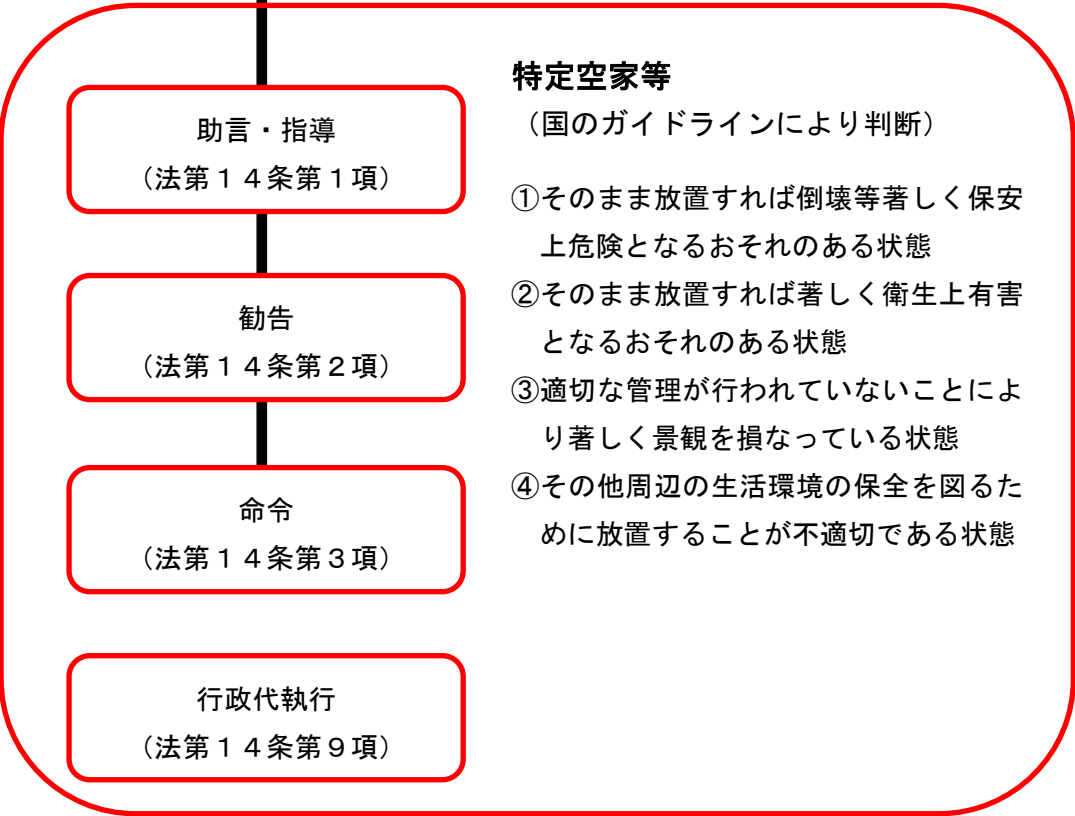 助言・指導
（法第１４条第１項）
勧告
（法第１４条第２項）
命令
（法第１４条第３項）
行政代執行
（法第１４条第９項）
特定空家等
（国のガイドラインにより判断）
①そのまま放置すれば倒壊等著しく保安
上危険となるおそれのある状態
②そのまま放置すれば著しく衛生上有害
となるおそれのある状態
③適切な管理が行われていないことによ
り著しく景観を損なっている状態
④その他周辺の生活環境の保全を図るた
めに放置することが不適切である状態